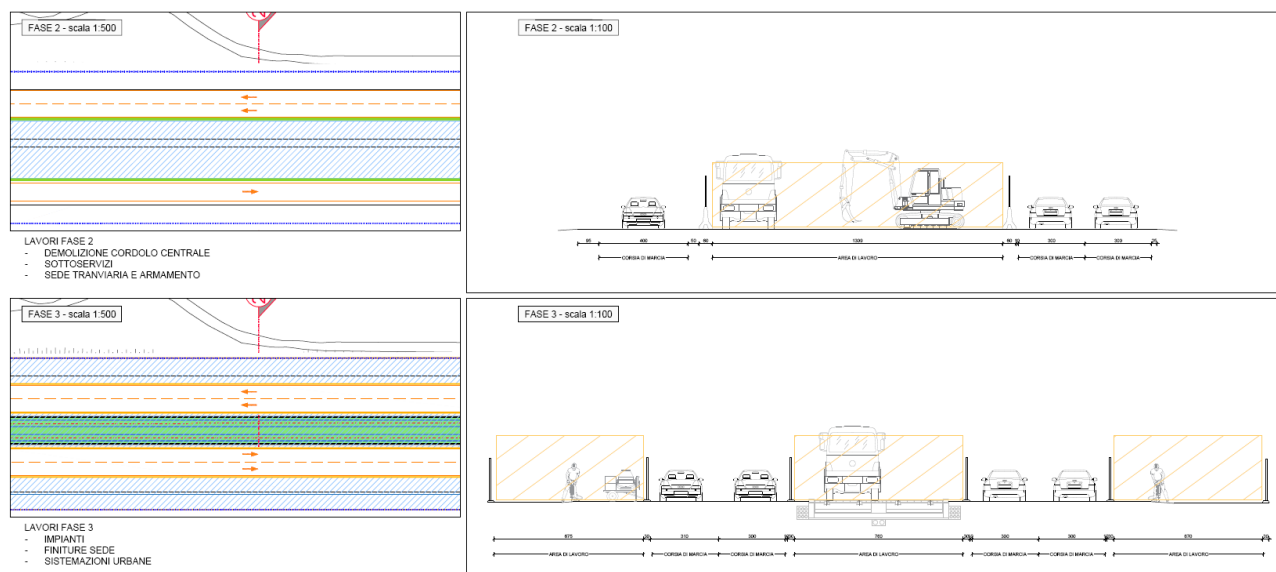 FASE 2 - scala 1:500
LAVORI FASE 2
- DEMOLIZIONE CORDOLO CENTRALE
- SOTTOSERVIZI
- SEDE TRANVIARIA E ARMAMENTO
FASE 2 - scala 1:100
400 1300 300 300
CORSIA DI MARCIA AREA DI LAVORO CORSIA DI MARCIA CORSIA DI MARCIA
FASE 3 - scala 1:500
LAVORI FASE 3
- IMPIANTI
- FINITURE SEDE
- SISTEMAZIONI URBANE
FASE 3 - scala 1:100
675 310 300 760 300 300 670
AREA DI LAVORO CORSIA DI MARCIA CORSIA DI MARCIA AREA DI LAVORO CORSIA DI MARCIA CORSIA DI MARCIA AREA DI LAVORO